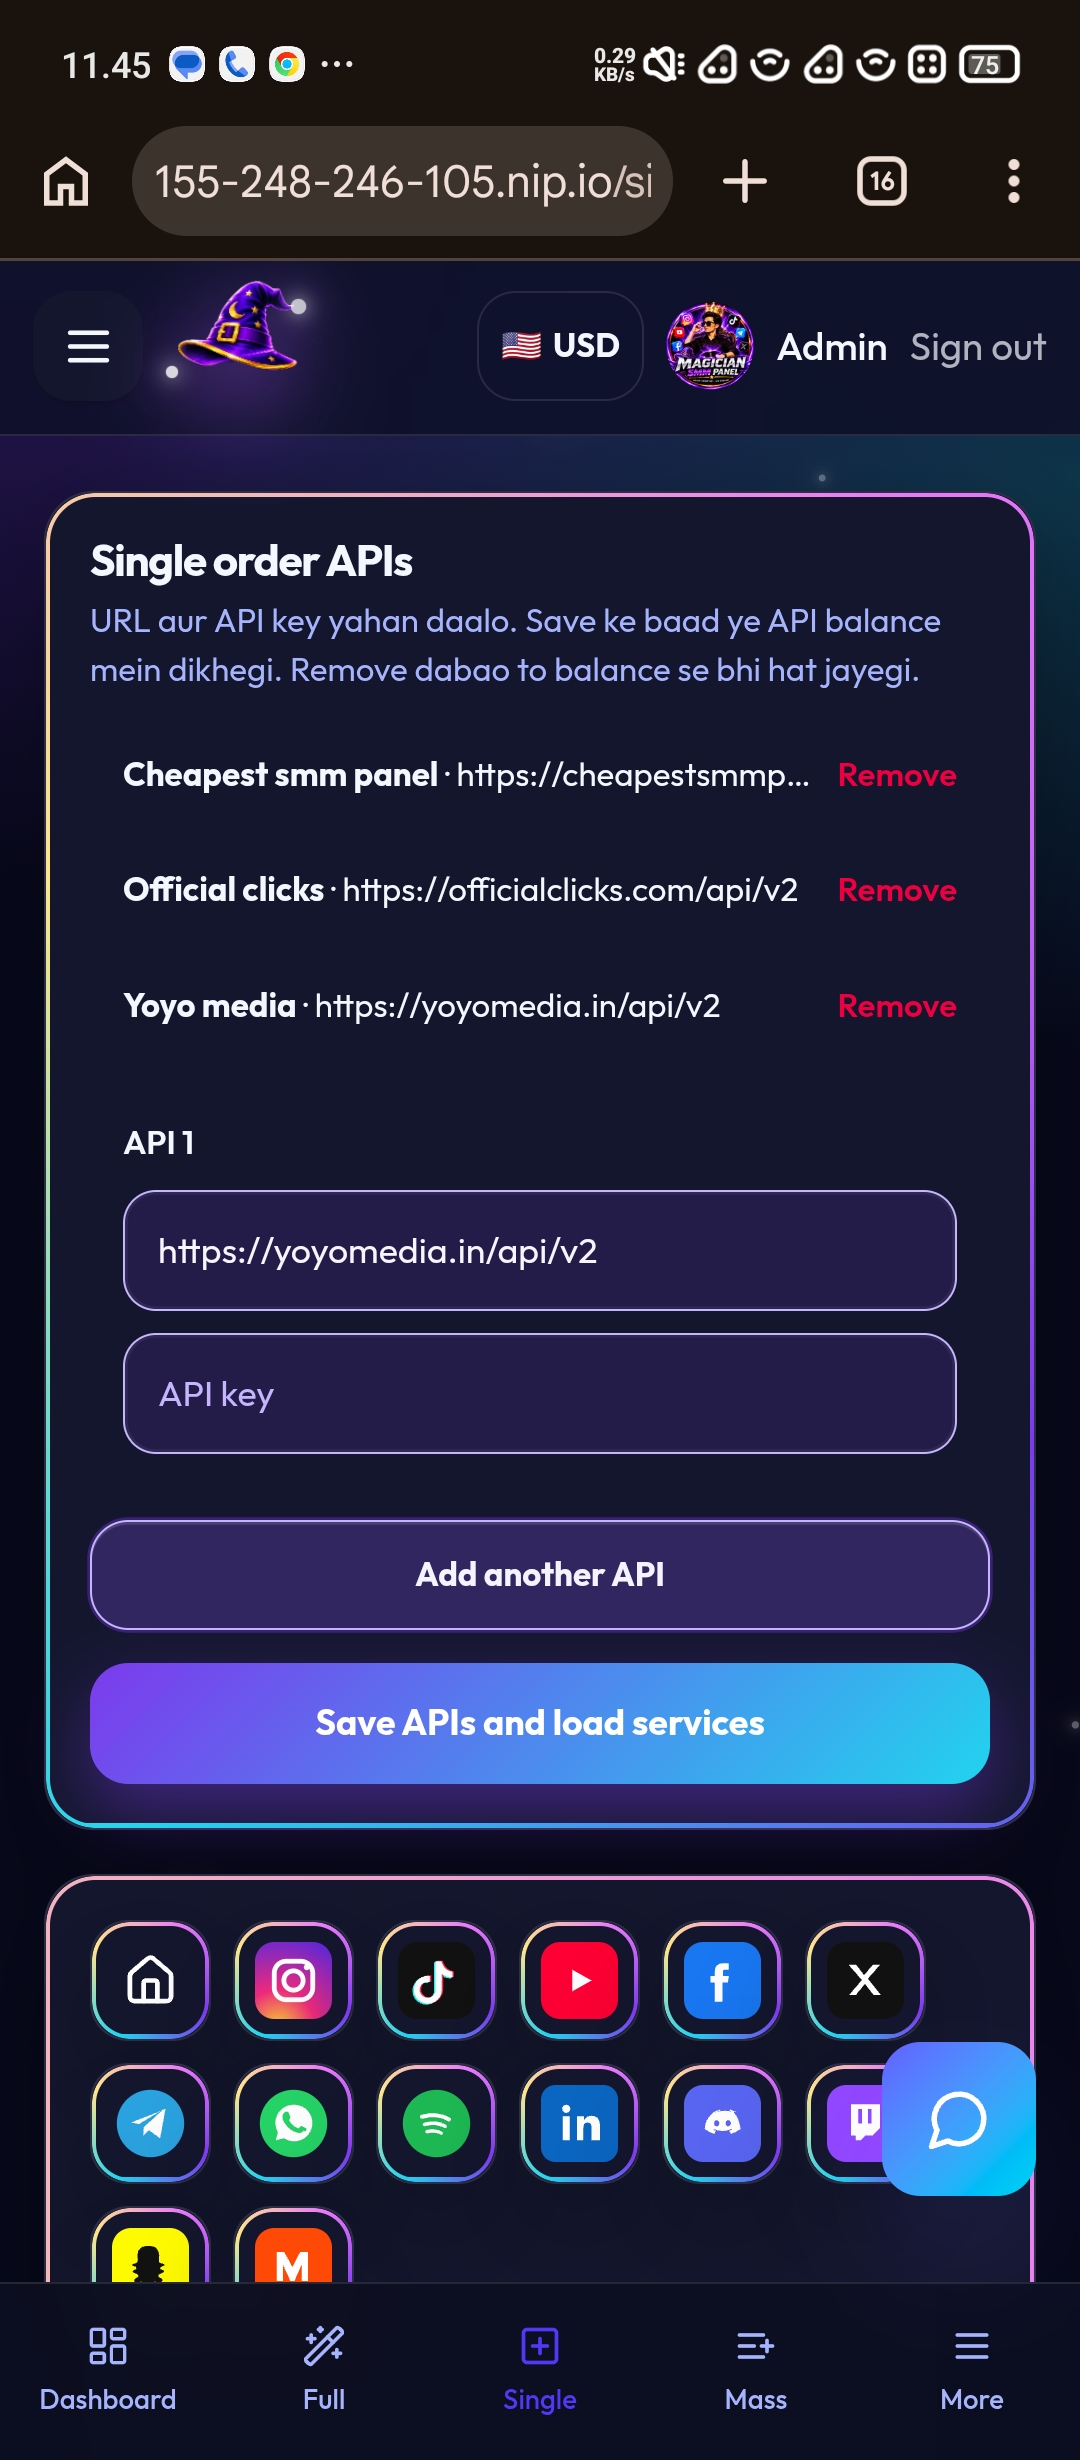 11.45
0.29
KB/s
75
155-248-246-105.nip.io/si
16
USD
MAGICIAN
SMM PANEL
Admin
Sign out
Single order APIs
URL aur API key yahan daalo. Save ke baad ye API balance
mein dikhegi. Remove dabao to balance se bhi hat jayegi.
Cheapest smm panel · https://cheapestsmmp... Remove
Official clicks · https://officialclicks.com/api/v2 Remove
Yoyo media · https://yoyomedia.in/api/v2 Remove
API 1
https://yoyomedia.in/api/v2
API key
Add another API
Save APIs and load services
Dashboard
Full
Single
Mass
More